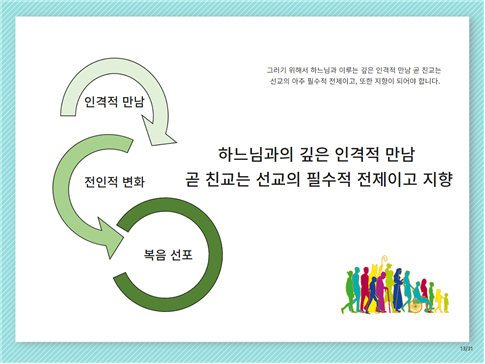 그러기 위해서 하느님과 이루는 깊은 인격적 만남 곧 친교는
선교의 아주 필수적 전제이고, 또한 지향이 되어야 합니다.
인격적 만남
하느님과의 깊은 인격적 만남
곧 친교는 선교의 필수적 전제이고 지향
전인적 변화
복음 선포
13/31